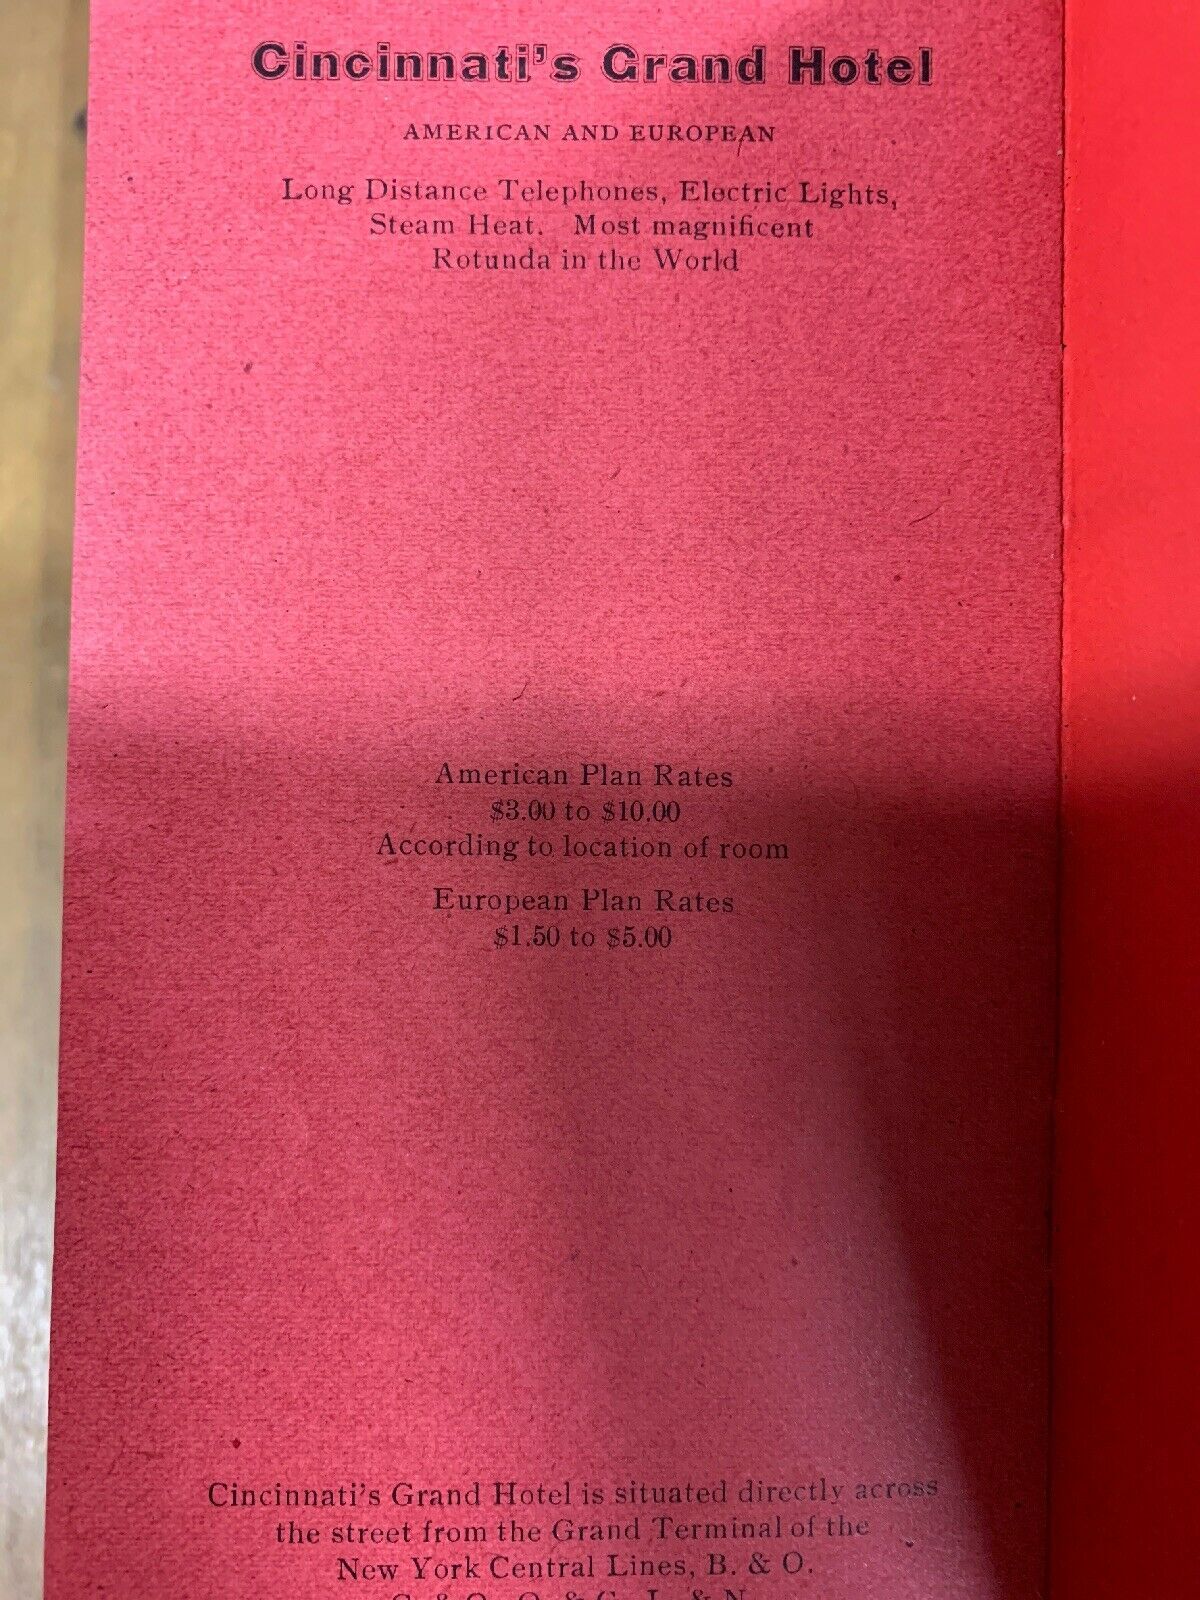 Cincinnati's Grand Hotel
AMERICAN AND EUROPEAN
Long Distance Telephones, Electric Lights,
Steam Heat. Most magnificent
Rotunda in the World
American Plan Rates
$3.00 to $10.00
According to location of room
European Plan Rates
$1.50 to $5.00
Cincinnati's Grand Hotel is situated directly across
the street from the Grand Terminal of the
New York Central Lines, B. & O.